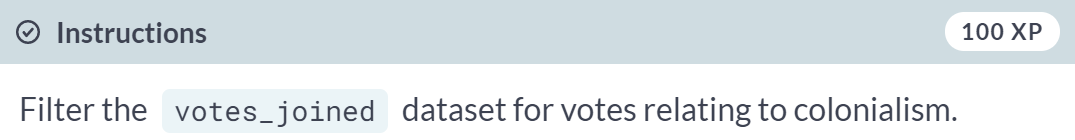 Instructions 100 XP
Filter the votes_joined dataset for votes relating to colonialism.